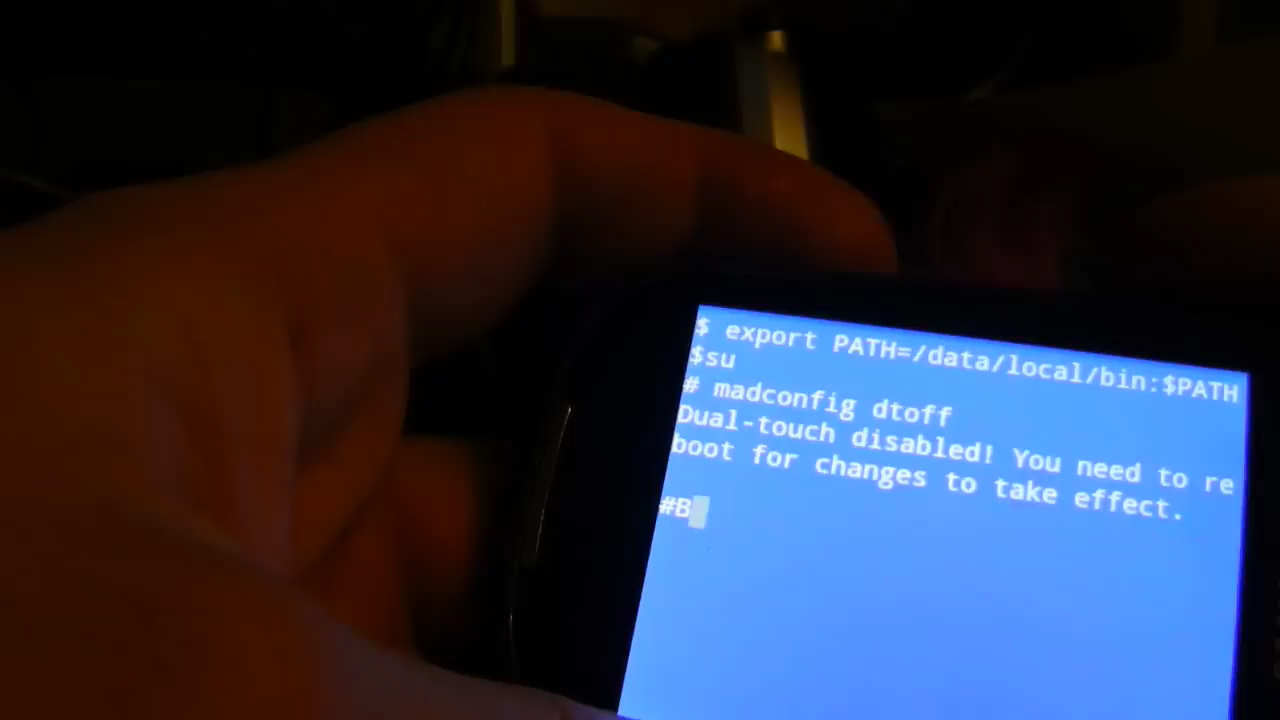 $ export PATH=/data/local/bin:$PATH
$su
# madconfig dtoff
Dual-touch disabled! You need to re
boot for changes to take effect.
#B